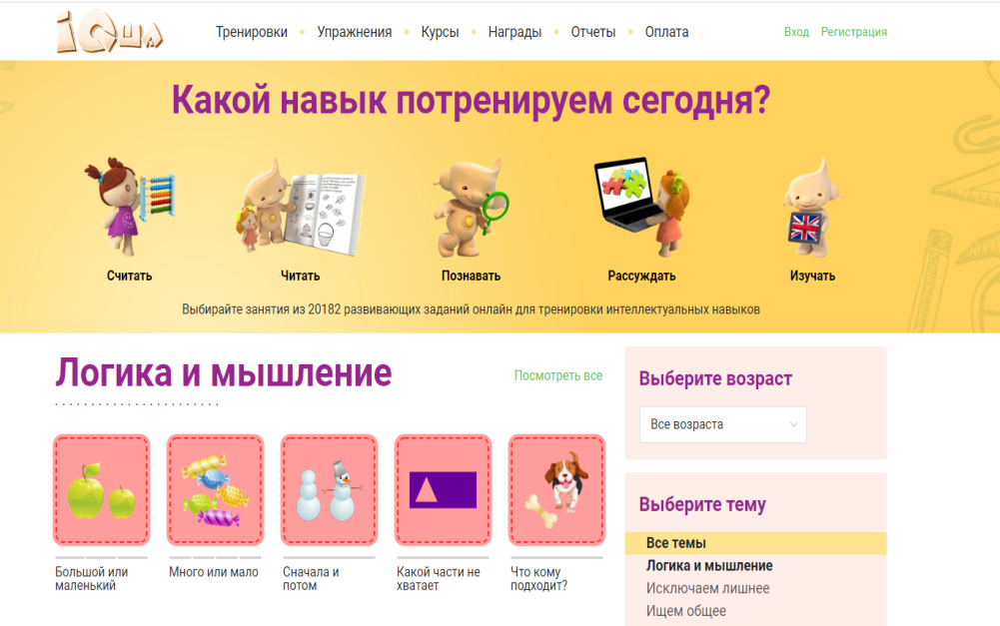 iQша
Тренировки Упражнения Курсы Награды Отчеты Оплата Вход Регистрация
Какой навык потренируем сегодня?
Считать Читать Познавать Рассуждать Изучать
Выбирайте занятия из 20182 развивающих заданий онлайн для тренировки интеллектуальных навыков
Логика и мышление
Посмотреть все
Большой или
маленький
Много или мало
Сначала и
потом
Какой части не
хватает
Что кому
подходит?
Выберите возраст
Все возраста
Выберите тему
Все темы
Логика и мышление
Исключаем лишнее
Ищем общее